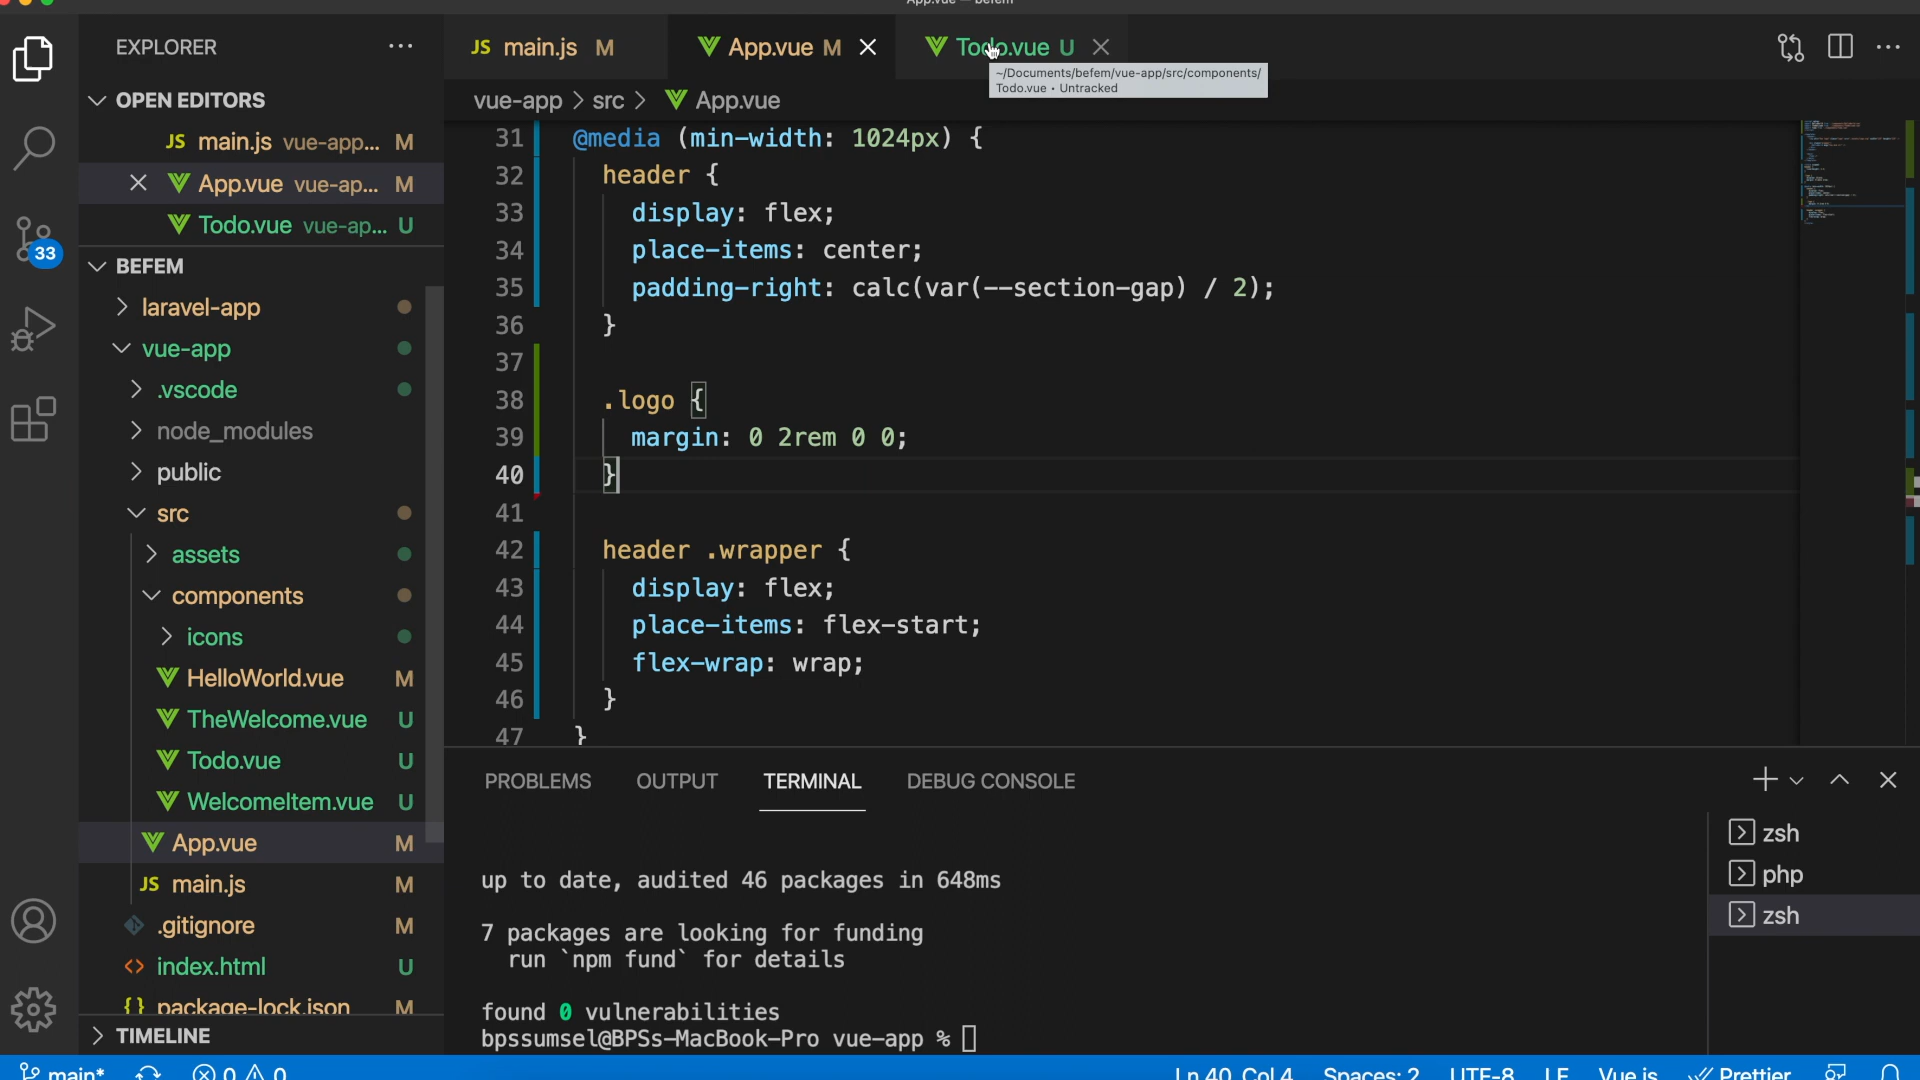 App.vue — befem
EXPLORER
OPEN EDITORS
JS main.js vue-app... M
App.vue vue-ap... M
Todo.vue vue-ap... U
33
BEFEM
laravel-app
vue-app
.vscode
node_modules
public
src
assets
components
icons
HelloWorld.vue M
TheWelcome.vue U
Todo.vue U
WelcomeItem.vue U
App.vue M
JS main.js M
.gitignore M
index.html U
{ } package-lock.json M
TIMELINE
JS main.js M
App.vue M
Todo.vue U
~/Documents/befem/vue-app/src/components/
Todo.vue • Untracked
vue-app > src > App.vue
31 @media (min-width: 1024px) {
32 header {
33 display: flex;
34 place-items: center;
35 padding-right: calc(var(--section-gap) / 2);
36 }
37
38 .logo {
39 margin: 0 2rem 0 0;
40 }
41
42 header .wrapper {
43 display: flex;
44 place-items: flex-start;
45 flex-wrap: wrap;
46 }
47 }
PROBLEMS OUTPUT TERMINAL DEBUG CONSOLE
up to date, audited 46 packages in 648ms
7 packages are looking for funding
run `npm fund` for details
found 0 vulnerabilities
bpssumsel@BPSs-MacBook-Pro vue-app %
zsh
php
zsh
main* 0 0 Ln 40, Col 4 Spaces: 2 UTF-8 LF Vue.js Prettier